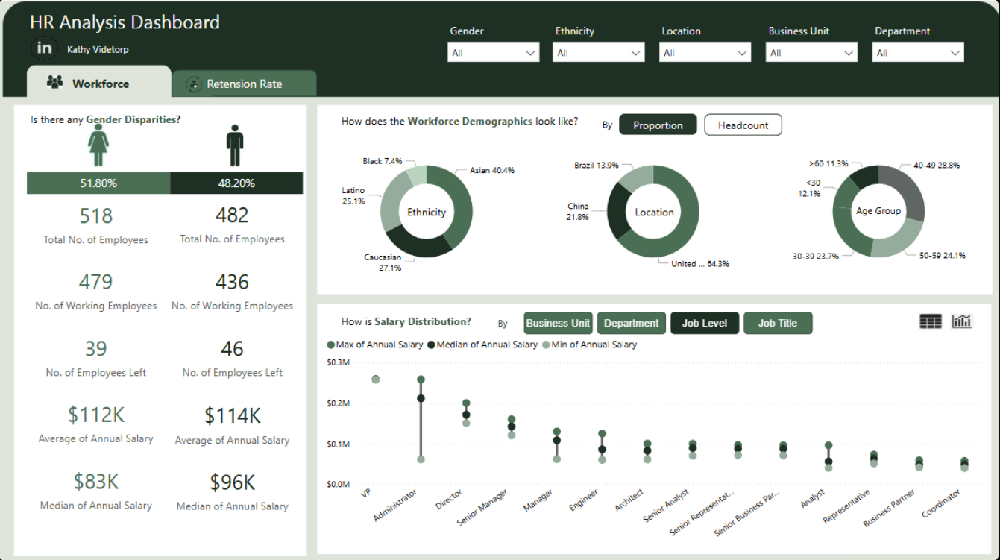 HR Analysis Dashboard
in
Kathy Videtorp
Gender
Ethnicity
Location
Business Unit
Department
All
All
All
All
All
Workforce
Retension Rate
Is there any Gender Disparities?
51.80%
48.20%
518
482
Total No. of Employees
Total No. of Employees
479
436
No. of Working Employees
No. of Working Employees
39
46
No. of Employees Left
No. of Employees Left
$112K
$114K
Average of Annual Salary
Average of Annual Salary
$83K
$96K
Median of Annual Salary
Median of Annual Salary
How does the Workforce Demographics look like?
By
Proportion
Headcount
Black 7.4%
Asian 40.4%
Latino
25.1%
Ethnicity
Caucasian
27.1%
Brazil 13.9%
China
21.8%
Location
United ... 64.3%
>60 11.3%
40-49 28.8%
<30
12.1%
Age Group
30-39 23.7%
50-59 24.1%
How is Salary Distribution?
By
Business Unit
Department
Job Level
Job Title
Max of Annual Salary
Median of Annual Salary
Min of Annual Salary
$0.3M
$0.2M
$0.1M
$0.0M
VP
Administrator
Director
Senior Manager
Manager
Engineer
Architect
Senior Analyst
Senior Representat...
Senior Business Par...
Analyst
Representative
Business Partner
Coordinator